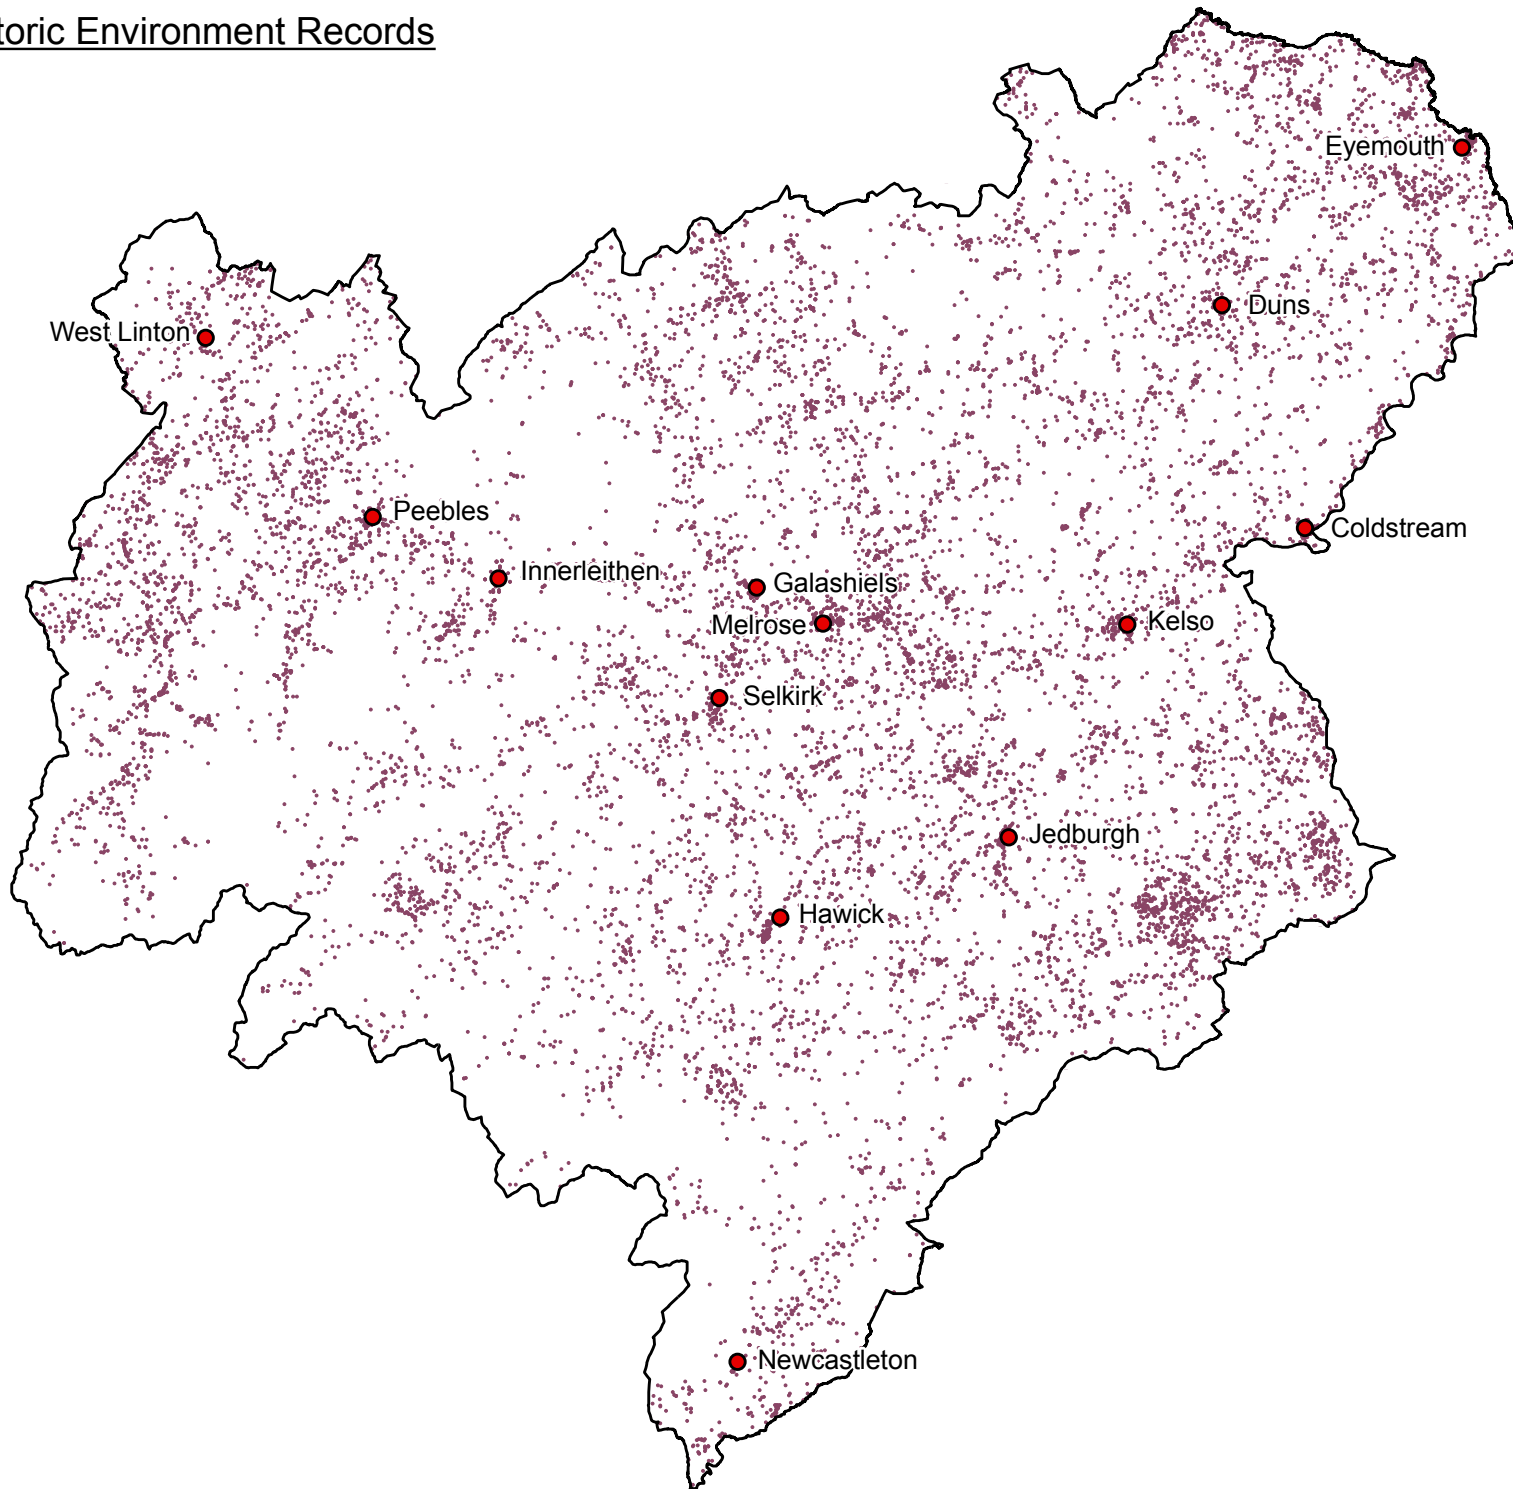 toric Environment Records
Eyemouth
Duns
West Linton
Peebles
Coldstream
Innerleithen
Galashiels
Melrose
Kelso
Selkirk
Jedburgh
Hawick
Newcastleton